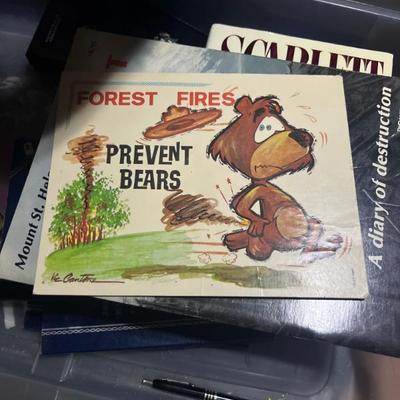 SCARLETT
FOREST FIRES
PREVENT
BEARS
Mount St. Hel
A diary of destruction